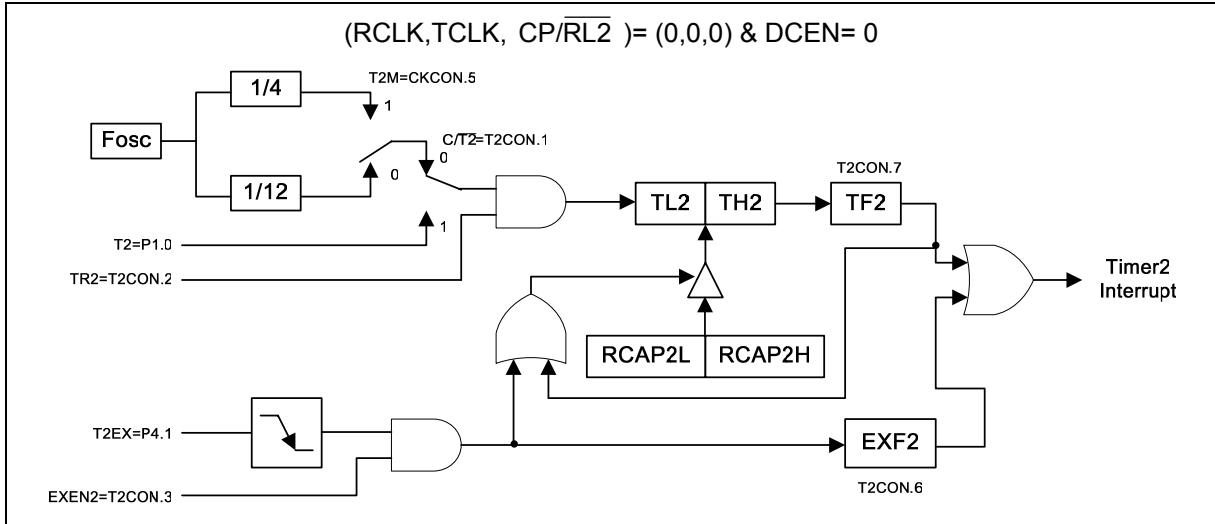 (RCLK,TCLK, CP/R̅L̅2̅ )= (0,0,0) & DCEN= 0
T2M=CKCON.5
1/4
1
Fosc
C/T̅2̅=T2CON.1
0
0
1/12
T2CON.7
TL2
TH2
TF2
1
T2=P1.0
TR2=T2CON.2
Timer2
Interrupt
RCAP2L
RCAP2H
T2EX=P4.1
EXF2
EXEN2=T2CON.3
T2CON.6